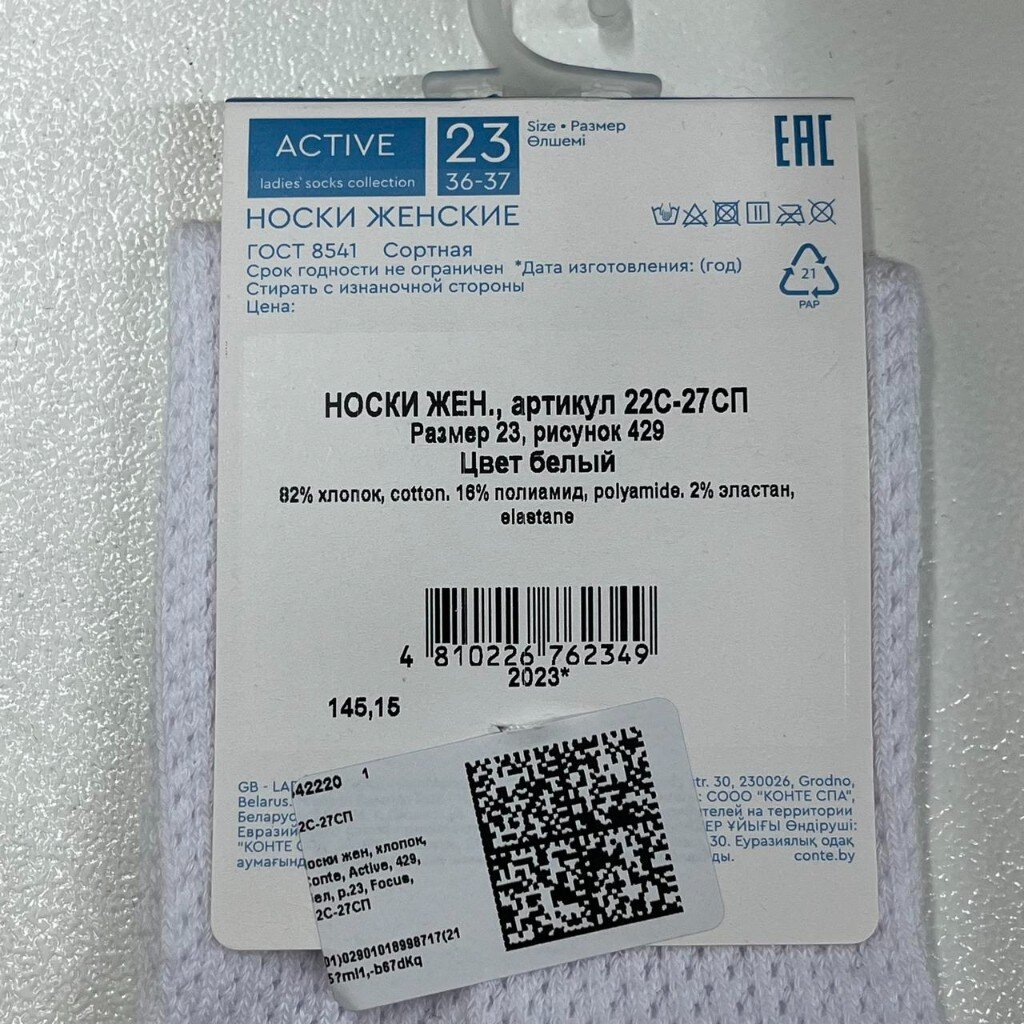 ACTIVE
ladies' socks collection
23
36-37
Size • Размер
Өлшемі
EAC
НОСКИ ЖЕНСКИЕ
ГОСТ 8541 Сортная
Срок годности не ограничен *Дата изготовления: (год)
Стирать с изнаночной стороны
Цена:
21
PAP
НОСКИ ЖЕН., артикул 22С-27СП
Размер 23, рисунок 429
Цвет белый
82% хлопок, cotton. 16% полиамид, polyamide. 2% эластан,
elastane
4 810226 762349
2023*
145,15
GB - LA
Belarus.
Беларус
Евразий
"КОНТЕ
аумағынд
tr. 30, 230026, Grodno,
: СООО "КОНТЕ СПА",
телей на территории
ЕР ҰЙЫҒЫ Өндіруші:
30. Еуразиялық одақ
ды. conte.by
42220 1
2С-27СП
оски жен, хлопок,
onte, Active, 429,
ел, р.23, Focus,
2С-27СП
01)02901018998717(21
5?ml1,-b67dKq